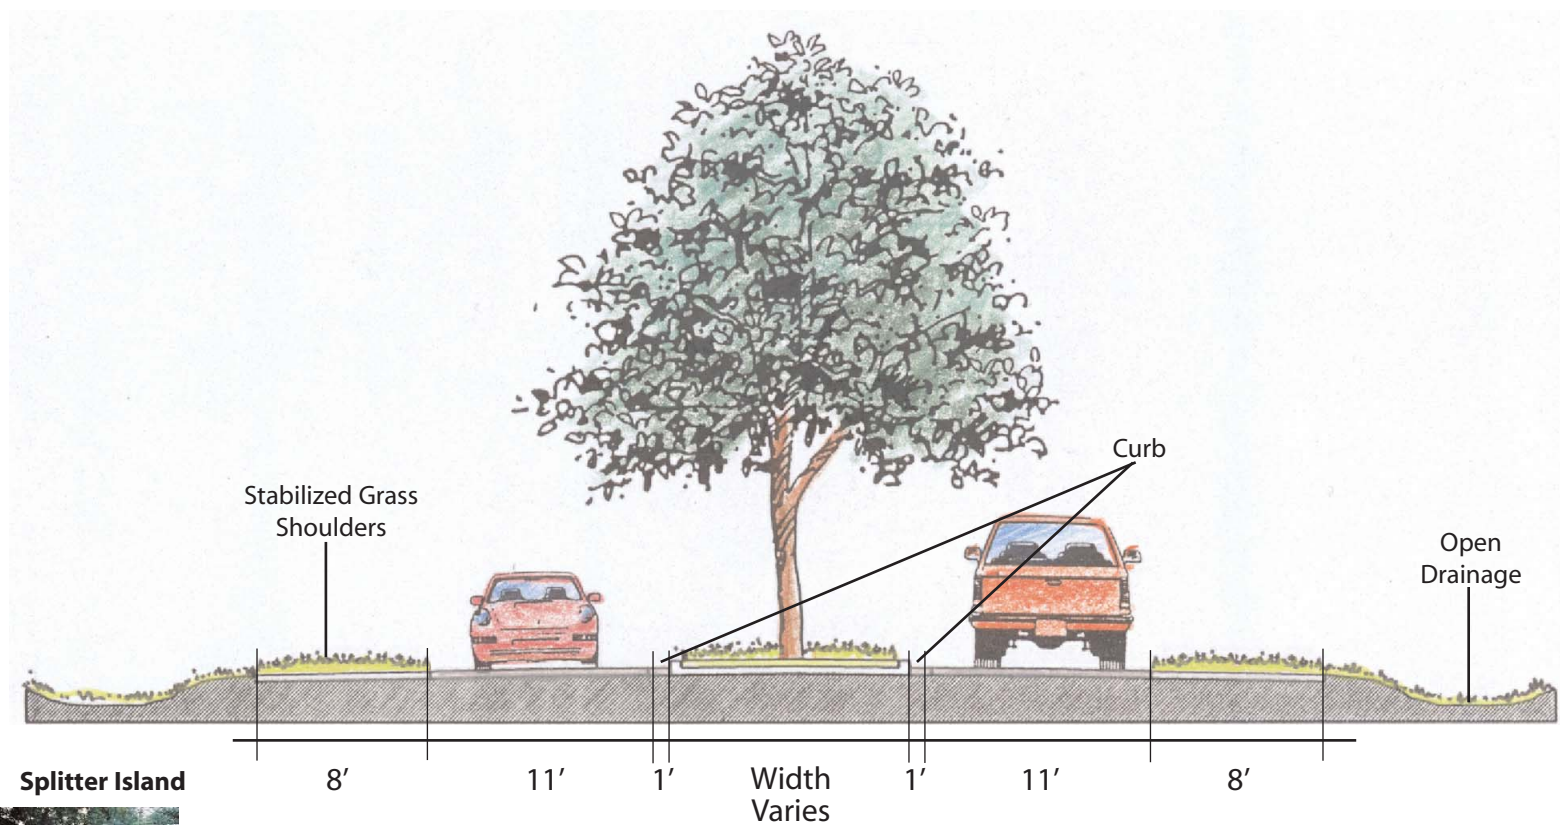 Curb
Stabilized Grass
Shoulders
Open
Drainage
Splitter Island
8’ 11’ 1’ Width 1’ 11’ 8’
Varies